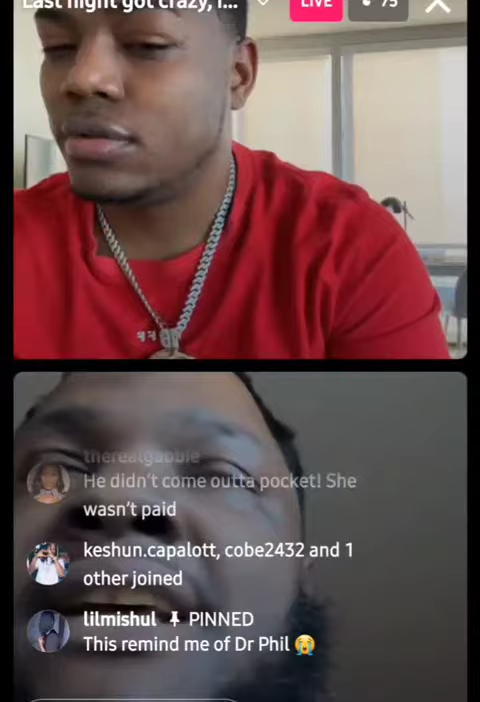 Last night got crazy, I...
LIVE
75
therealgabbie
He didn't come outta pocket! She
wasn't paid
keshun.capalott, cobe2432 and 1
other joined
lilmishul PINNED
This remind me of Dr Phil 😭